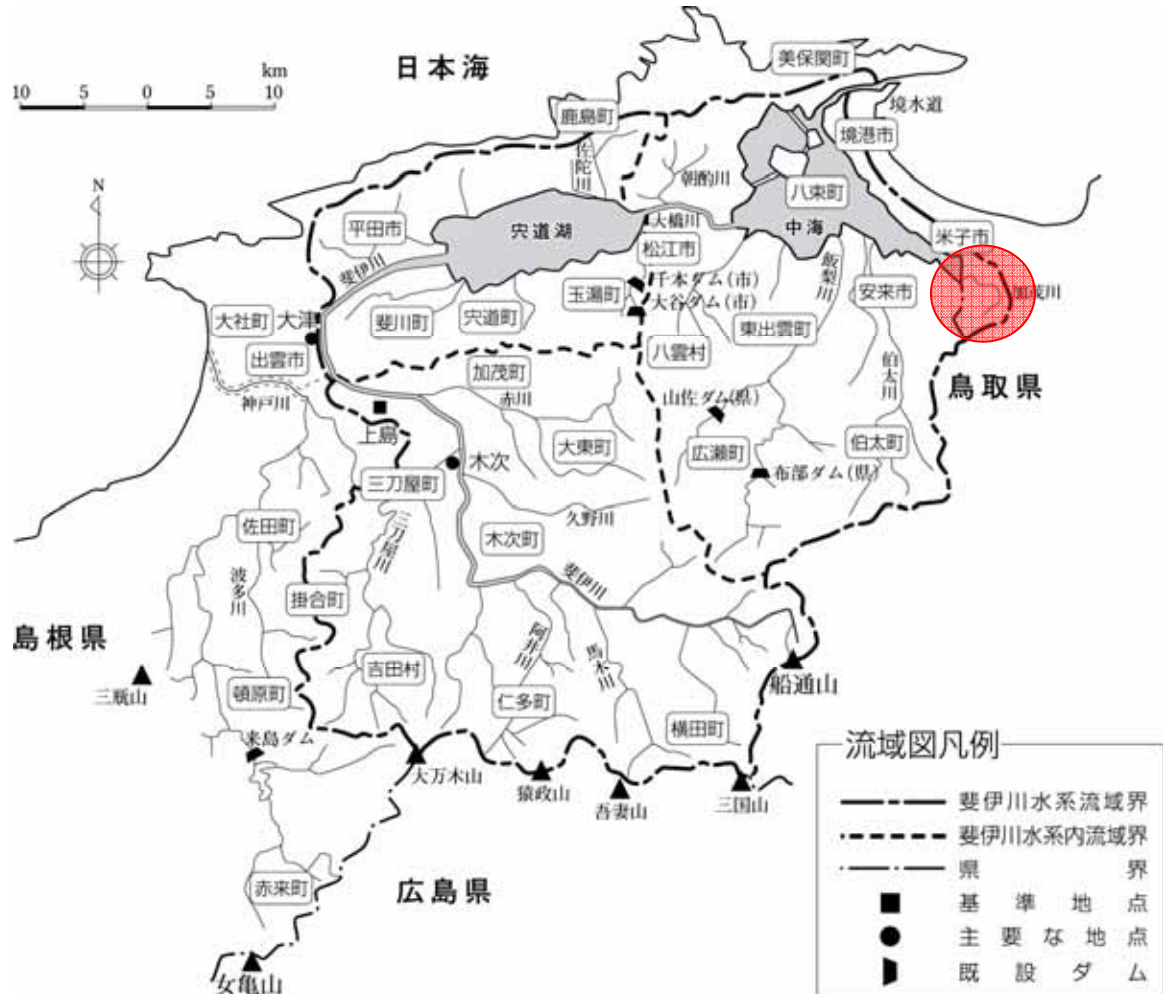 日本海
美保関町
境水道
km
10 5 0 5 10
鹿島町
境港市
佐陀川
朝酌川
N
八束町
平田市
宍道湖
大橋川
中海
米子市
松江市
斐伊川
飯梨川
千本ダム(市)
玉湯町
大谷ダム(市)
安来市
大社町
大津
斐川町
宍道町
東出雲町
出雲市
八雲村
加茂町
伯太川
鳥取県
神戸川
赤川
山佐ダム(県)
上島
大東町
広瀬町
伯太町
木次
布部ダム(県)
三刀屋町
久野川
佐田町
三刀屋川
木次町
斐伊川
波多川
掛合町
島根県
阿井川
馬木川
吉田村
船通山
三瓶山
頓原町
仁多町
横田町
来島ダム
大万木山
猿政山
吾妻山
三国山
赤来町
広島県
女亀山
流域図凡例
斐伊川水系流域界
斐伊川水系内流域界
県界
基準地点
主要な地点
既設ダム